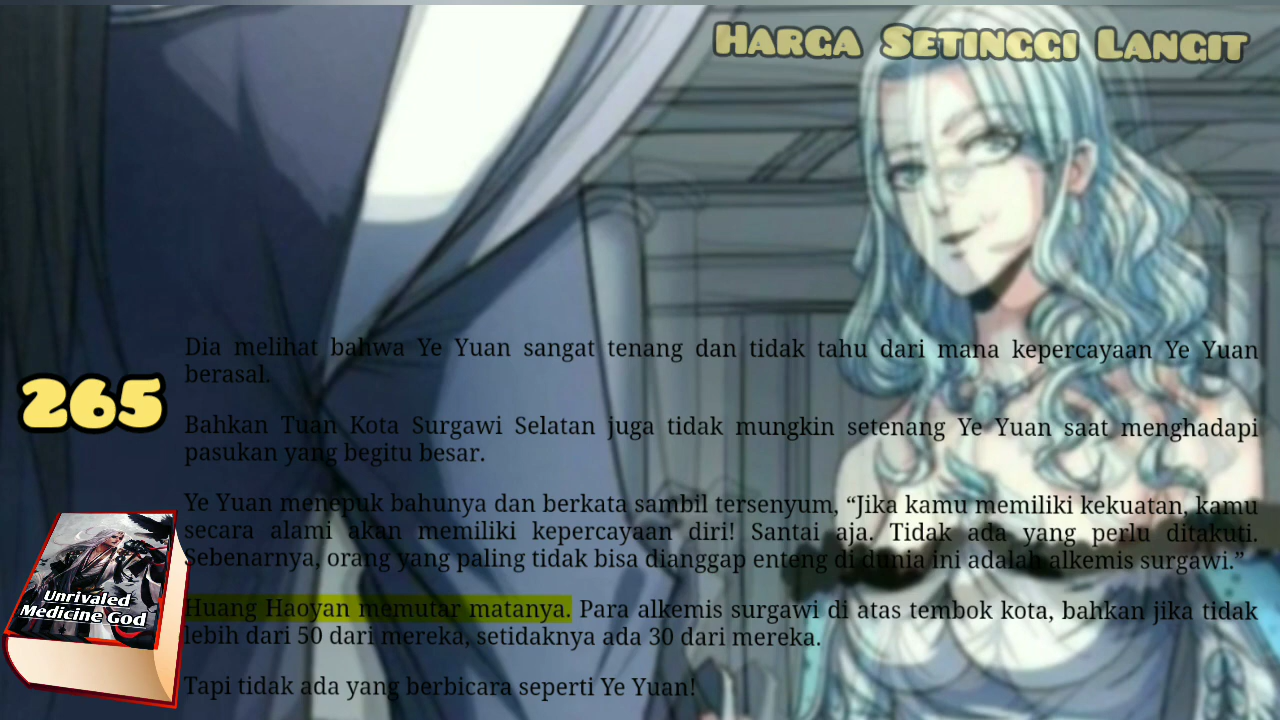 Harga Setinggi Langit
Dia melihat bahwa Ye Yuan sangat tenang dan tidak tahu dari mana kepercayaan Ye Yuan
berasal.
265
Bahkan Tuan Kota Surgawi Selatan juga tidak mungkin setenang Ye Yuan saat menghadapi
pasukan yang begitu besar.
Ye Yuan menepuk bahunya dan berkata sambil tersenyum, “Jika kamu memiliki kekuatan, kamu
secara alami akan memiliki kepercayaan diri! Santai aja. Tidak ada yang perlu ditakuti.
Sebenarnya, orang yang paling tidak bisa dianggap enteng di dunia ini adalah alkemis surgawi.”
Huang Haoyan memutar matanya. Para alkemis surgawi di atas tembok kota, bahkan jika tidak
lebih dari 50 dari mereka, setidaknya ada 30 dari mereka.
Tapi tidak ada yang berbicara seperti Ye Yuan!
Unrivaled
Medicine God